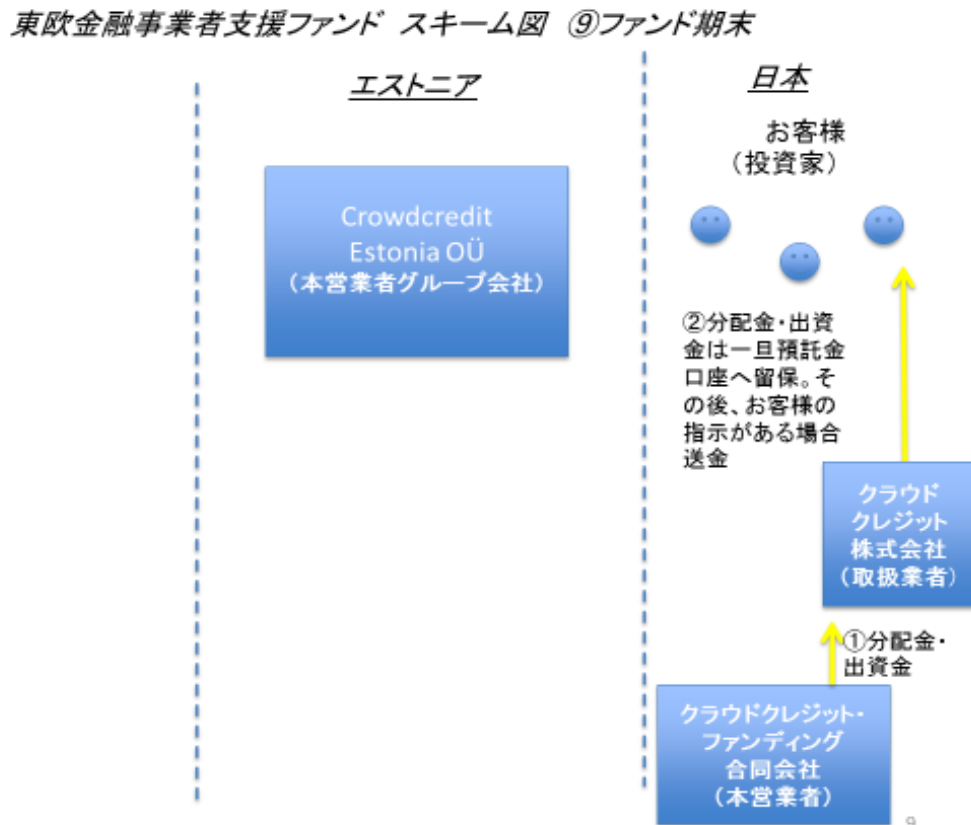 東欧金融事業者支援ファンド スキーム図 ⑨ファンド期末
エストニア
日本
お客様
（投資家）
Crowdcredit
Estonia OÜ
（本営業者グループ会社）
②分配金・出資
金は一旦預託金
口座へ留保。そ
の後、お客様の
指示がある場合
送金
クラウド
クレジット
株式会社
（取扱業者）
①分配金・
出資金
クラウドクレジット・
ファンディング
合同会社
（本営業者）
9